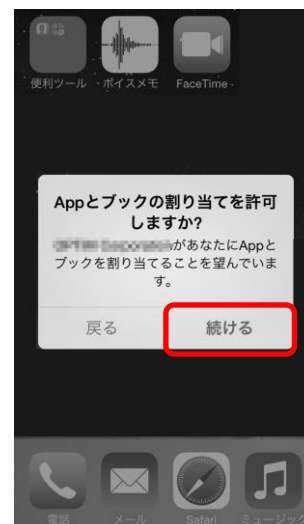 便利ツール
ボイスメモ
FaceTime
Appとブックの割り当てを許可
しますか?
があなたにAppと
ブックを割り当てることを望んでいま
す。
戻る
続ける
電話
メール
Safari
ミュージック